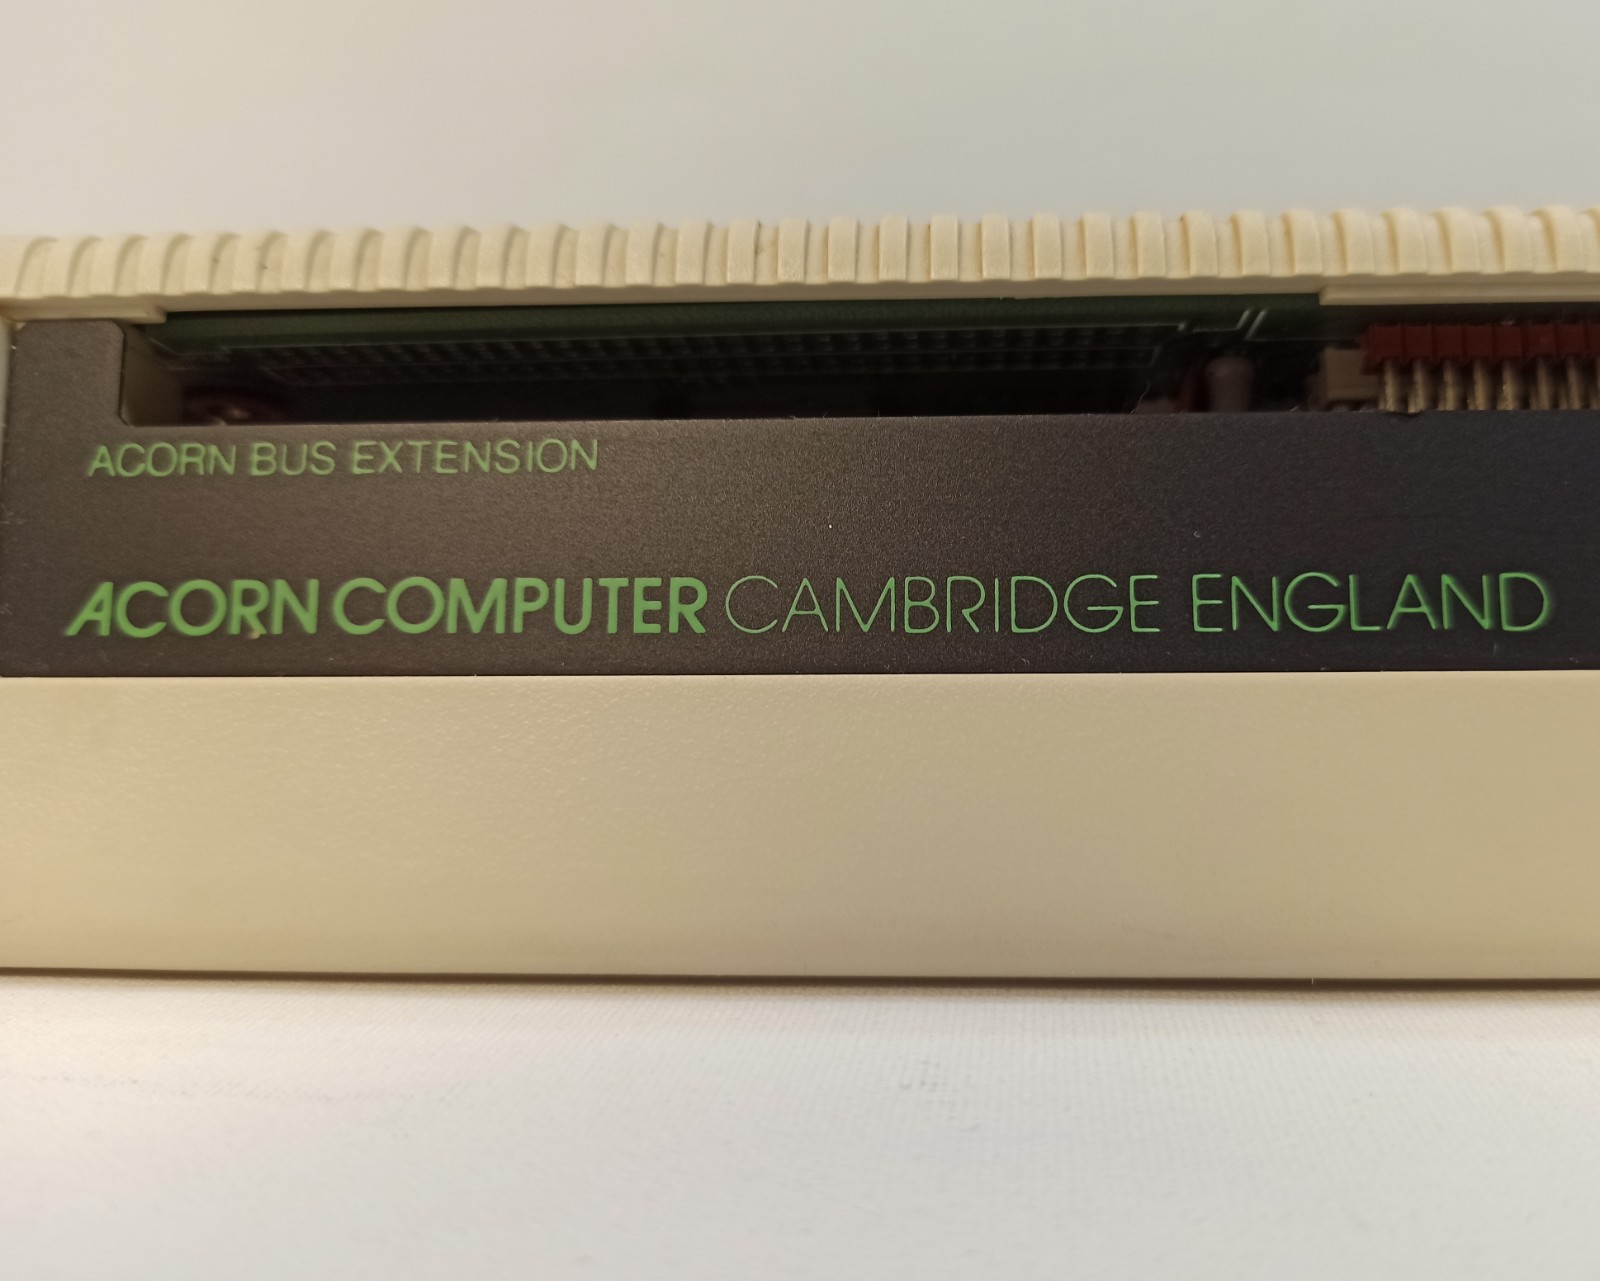 ACORN BUS EXTENSION
ACORN COMPUTER CAMBRIDGE ENGLAND